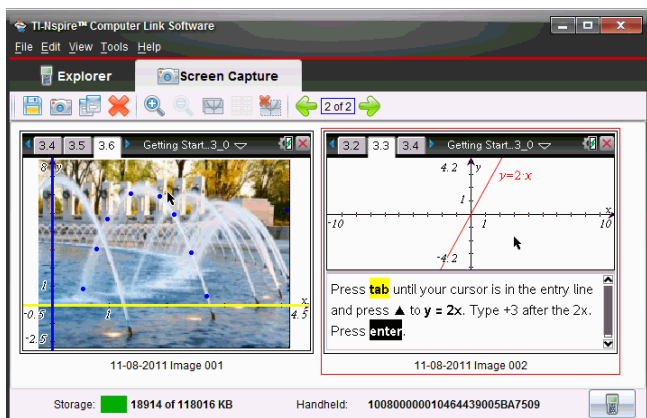 TI-Nspire™ Computer Link Software
File Edit View Tools Help
Explorer Screen Capture
2 of 2
3.4 3.5 3.6 Getting Start...3_0
8 y
1
x
-0.5 1 4.5
-2.5
11-08-2011 Image 001
3.2 3.3 3.4 Getting Start...3_0
4.2 y
y=2·x
1
x
-10 1 10
-4.2
Press tab until your cursor is in the entry line
and press ▲ to y = 2x. Type +3 after the 2x.
Press enter.
11-08-2011 Image 002
Storage: 18914 of 118016 KB Handheld: 100800000010464439005BA7509